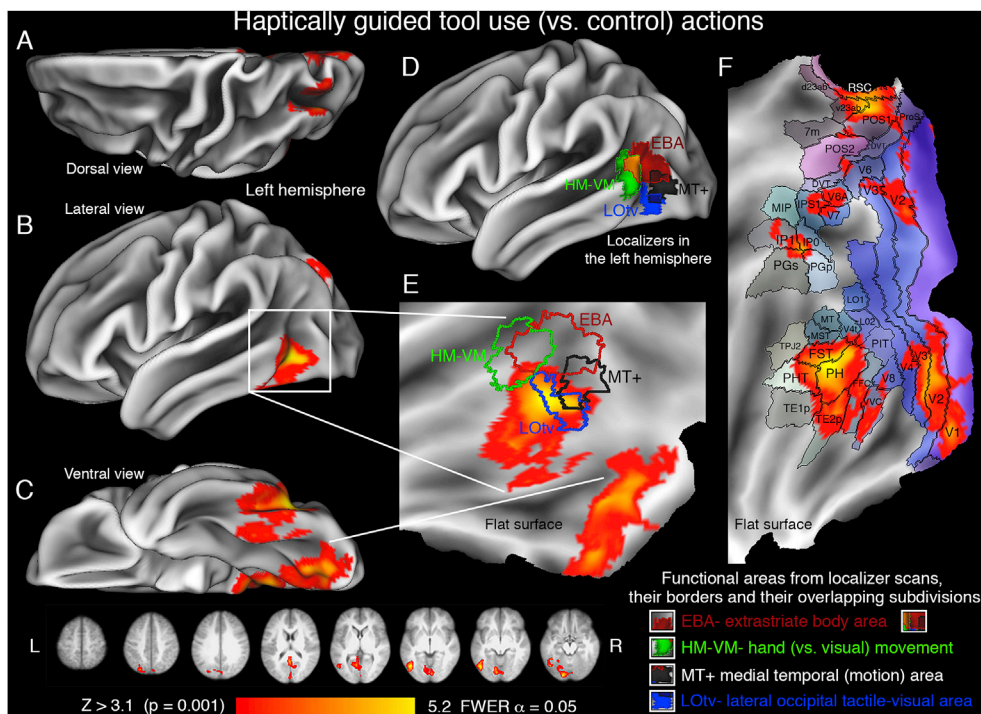 Haptically guided tool use (vs. control) actions
A
Dorsal view
Left hemisphere
B
Lateral view
C
Ventral view
D
EBA
HM-VM
MT+
LOtv
Localizers in
the left hemisphere
E
EBA
HM-VM
MT+
LOtv
Flat surface
F
d23ab
RSC
v23ab
POS1
ProS
7m
POS2
DVT
V6
DVT
V3
V2
MIP
IPS1
V6A
V7
IP1
IP0
PGs
PGp
LO1
MT
LO2
MST
V4t
PIT
TPJ2
FST
PHT
PH
FFC
V8
V4
V3
VVC
V2
TE1p
TE2p
V1
Flat surface
L
R
Z > 3.1 (p = 0.001)
5.2 FWER α = 0.05
Functional areas from localizer scans,
their borders and their overlapping subdivisions
EBA- extrastriate body area
HM-VM- hand (vs. visual) movement
MT+ medial temporal (motion) area
LOtv- lateral occipital tactile-visual area